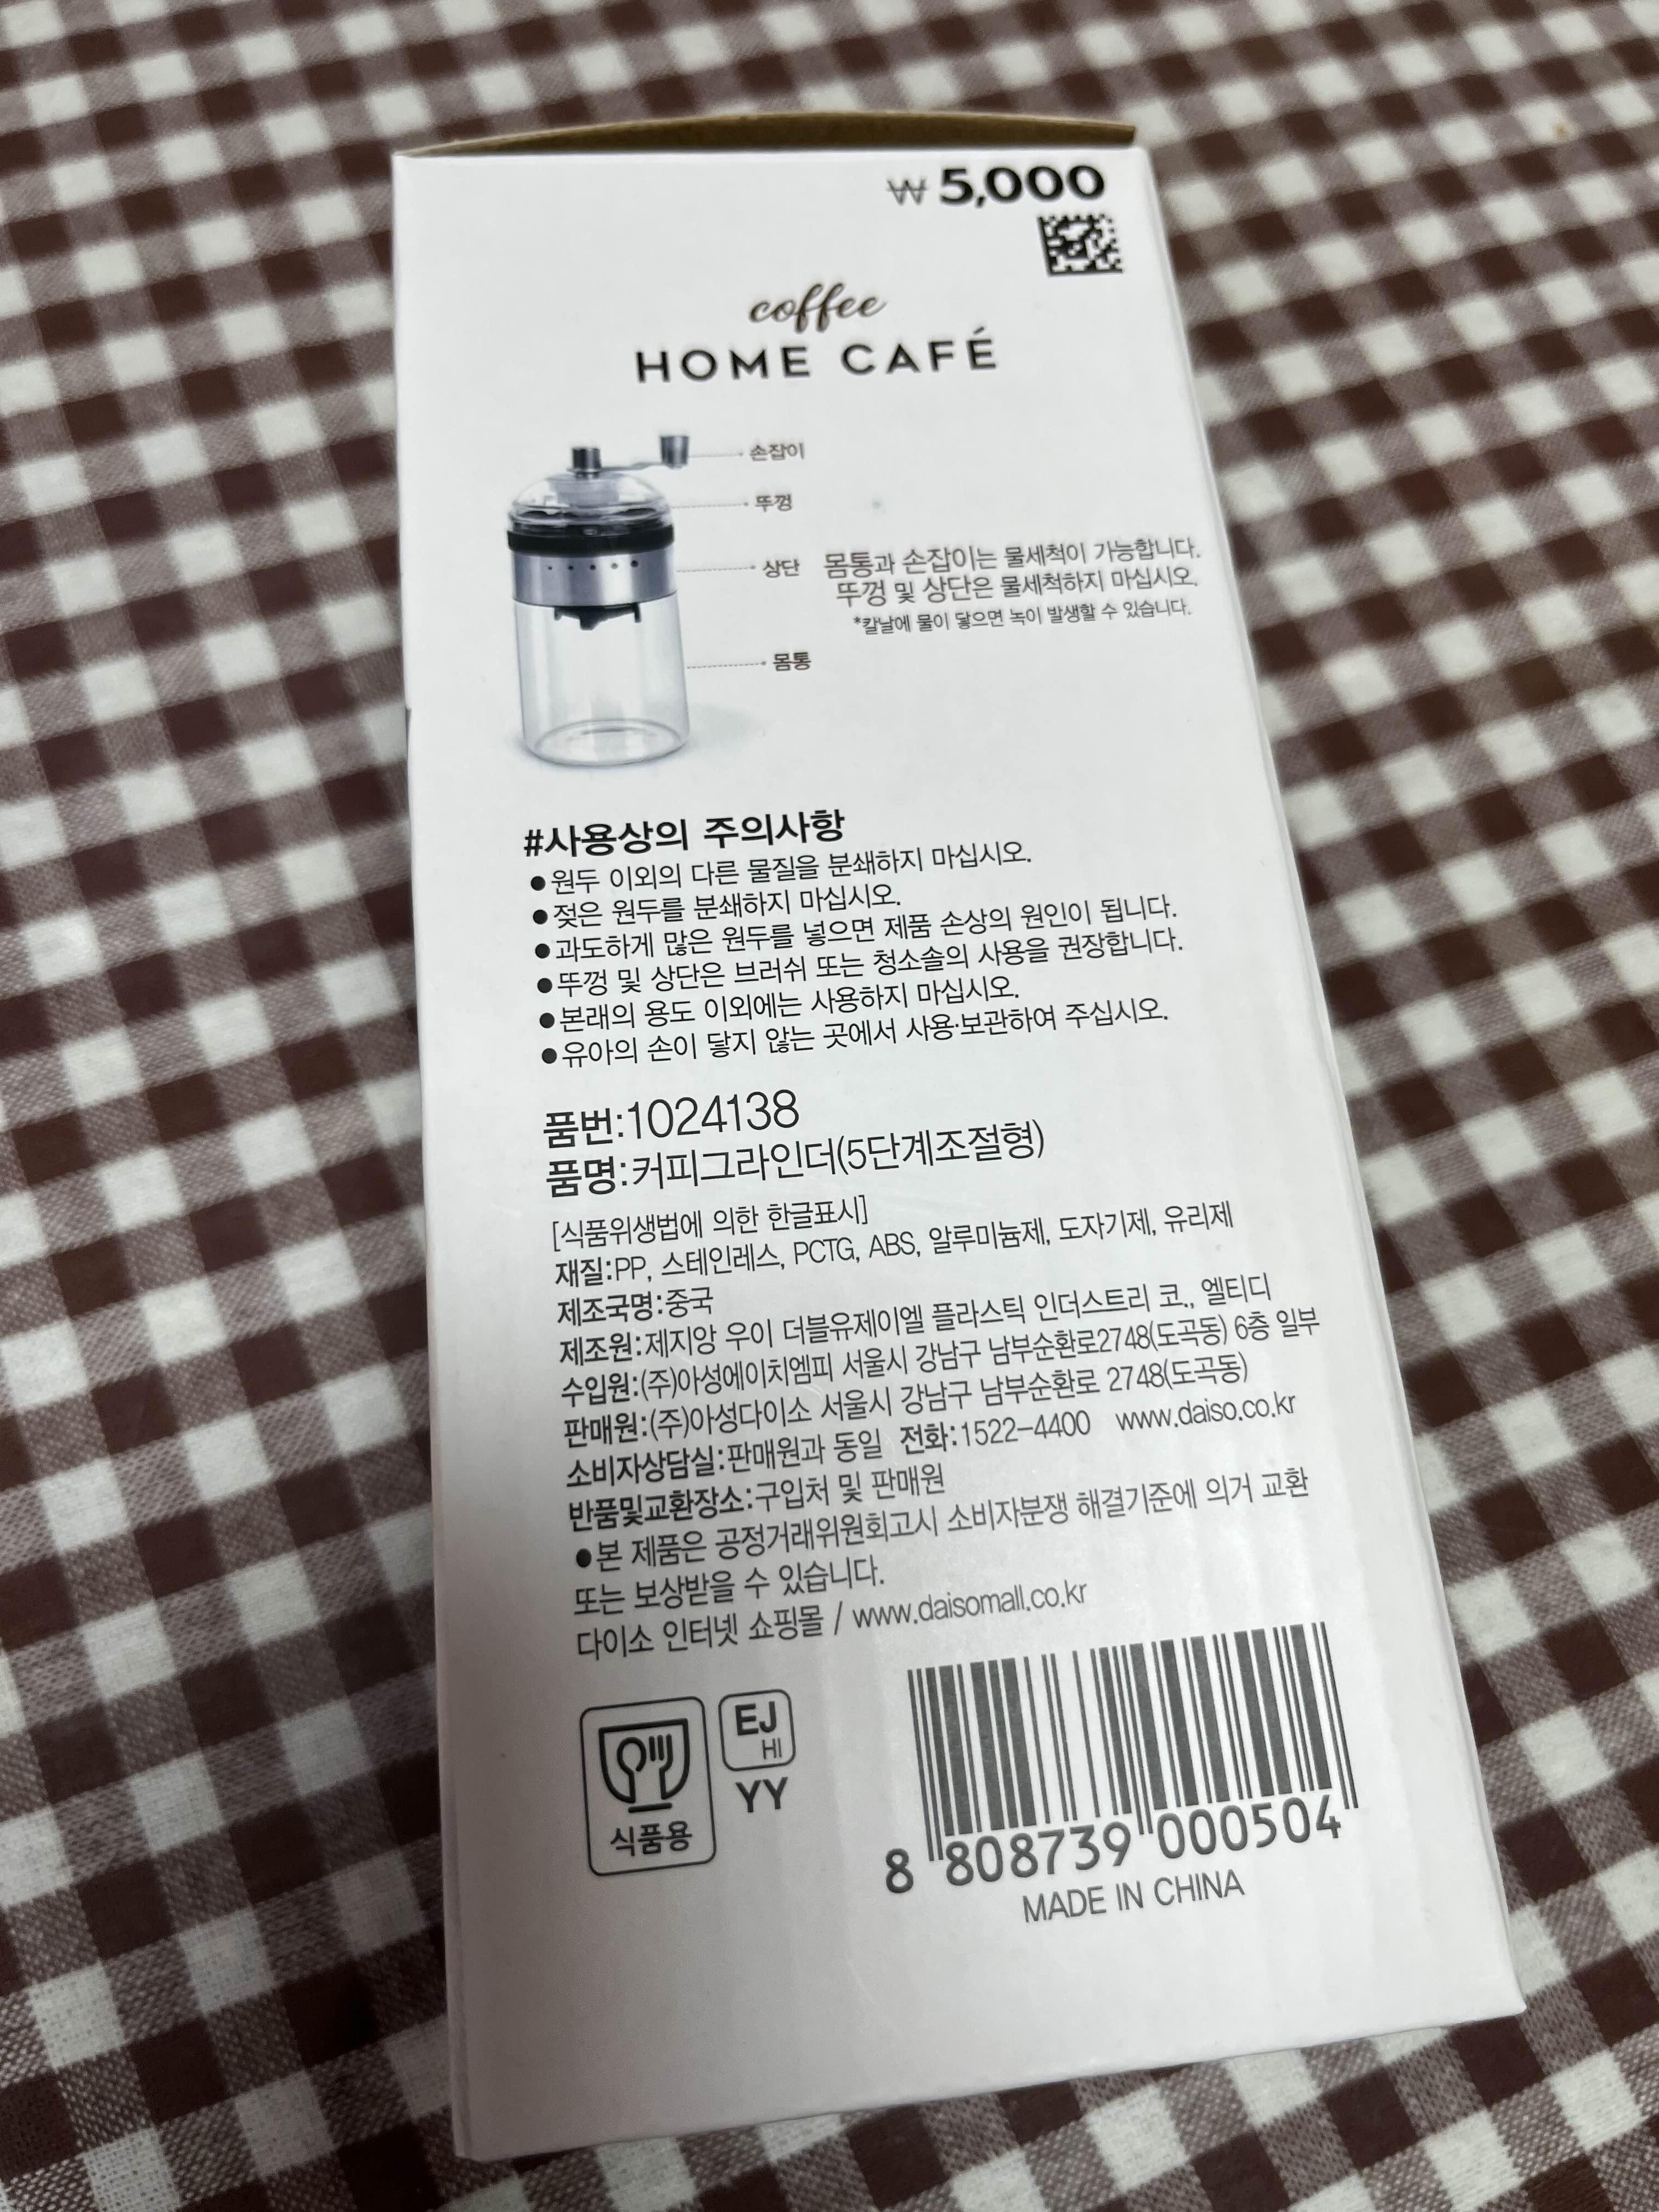 ₩ 5,000
coffee
HOME CAFÉ
손잡이
뚜껑
상단
몸통
몸통과 손잡이는 물세척이 가능합니다.
뚜껑 및 상단은 물세척하지 마십시오.
*칼날에 물이 닿으면 녹이 발생할 수 있습니다.
#사용상의 주의사항
●원두 이외의 다른 물질을 분쇄하지 마십시오.
●젖은 원두를 분쇄하지 마십시오.
●과도하게 많은 원두를 넣으면 제품 손상의 원인이 됩니다.
●뚜껑 및 상단은 브러쉬 또는 청소솔의 사용을 권장합니다.
●본래의 용도 이외에는 사용하지 마십시오.
●유아의 손이 닿지 않는 곳에서 사용·보관하여 주십시오.
품번:1024138
품명:커피그라인더(5단계조절형)
[식품위생법에 의한 한글표시]
재질:PP, 스테인레스, PCTG, ABS, 알루미늄제, 도자기제, 유리제
제조국명:중국
제조원:제지앙 우이 더블유제이엘 플라스틱 인더스트리 코., 엘티디
수입원:(주)아성에이치엠피 서울시 강남구 남부순환로2748(도곡동) 6층 일부
판매원:(주)아성다이소 서울시 강남구 남부순환로 2748(도곡동)
소비자상담실:판매원과 동일 전화:1522-4400 www.daiso.co.kr
반품및교환장소:구입처 및 판매원
●본 제품은 공정거래위원회고시 소비자분쟁 해결기준에 의거 교환
또는 보상받을 수 있습니다.
다이소 인터넷 쇼핑몰 / www.daisomall.co.kr
식품용
EJ
HI
YY
8 808739 000504
MADE IN CHINA